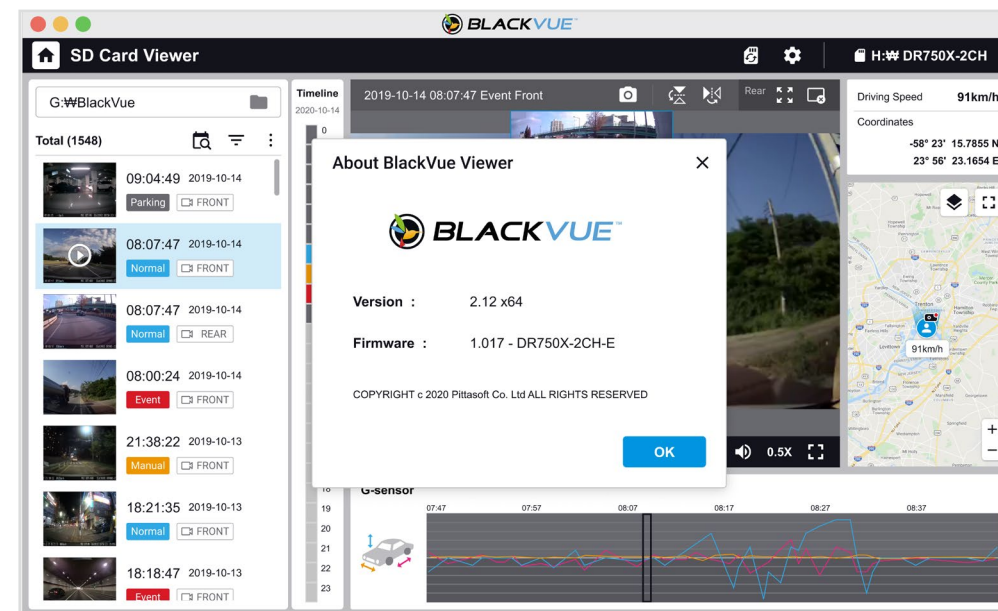 BLACKVUE™
SD Card Viewer
H:₩ DR750X-2CH
G:₩BlackVue
Total (1548)
09:04:49 2019-10-14
Parking FRONT
08:07:47 2019-10-14
Normal FRONT
08:07:47 2019-10-14
Normal REAR
08:00:24 2019-10-14
Event FRONT
21:38:22 2019-10-13
Manual FRONT
18:21:35 2019-10-13
Normal FRONT
18:18:47 2019-10-13
Event FRONT
Timeline
2020-10-14
0
18
19
20
21
22
23
2019-10-14 08:07:47 Event Front
Rear
About BlackVue Viewer
BLACKVUE™
Version : 2.12 x64
Firmware : 1.017 - DR750X-2CH-E
COPYRIGHT c 2020 Pittasoft Co. Ltd ALL RIGHTS RESERVED
OK
0.5X
Driving Speed 91km/h
Coordinates
-58° 23' 15.7855 N
23° 56' 23.1654 E
Trenton
91km/h
G-sensor
07:47 07:57 08:07 08:17 08:27 08:37